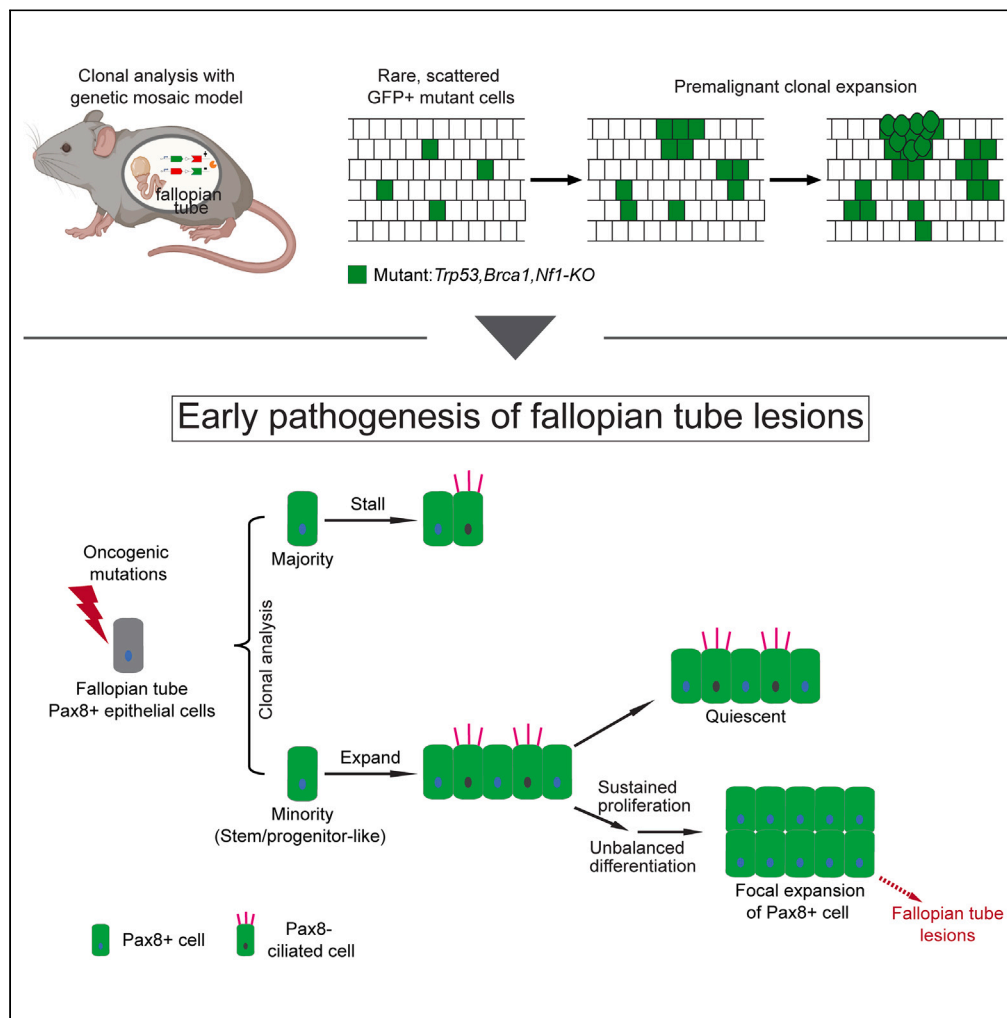 Clonal analysis with
genetic mosaic model
fallopian
tube
Rare, scattered
GFP+ mutant cells
Premalignant clonal expansion
Mutant:Trp53,Brca1,Nf1-KO
Early pathogenesis of fallopian tube lesions
Oncogenic
mutations
Fallopian tube
Pax8+ epithelial cells
Clonal analysis
Majority
Stall
Minority
(Stem/progenitor-like)
Expand
Quiescent
Sustained
proliferation
Unbalanced
differentiation
Focal expansion
of Pax8+ cell
Fallopian tube
lesions
Pax8+ cell
Pax8-
ciliated cell